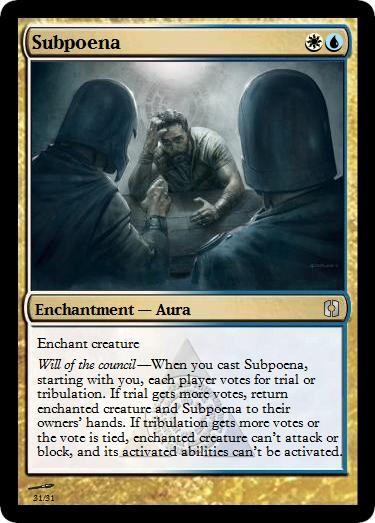 Subpoena
Enchantment — Aura
Enchant creature
Will of the council—When you cast Subpoena,
starting with you, each player votes for trial or
tribulation. If trial gets more votes, return
enchanted creature and Subpoena to their
owners' hands. If tribulation gets more votes or
the vote is tied, enchanted creature can't attack or
block, and its activated abilities can't be activated.
31/31